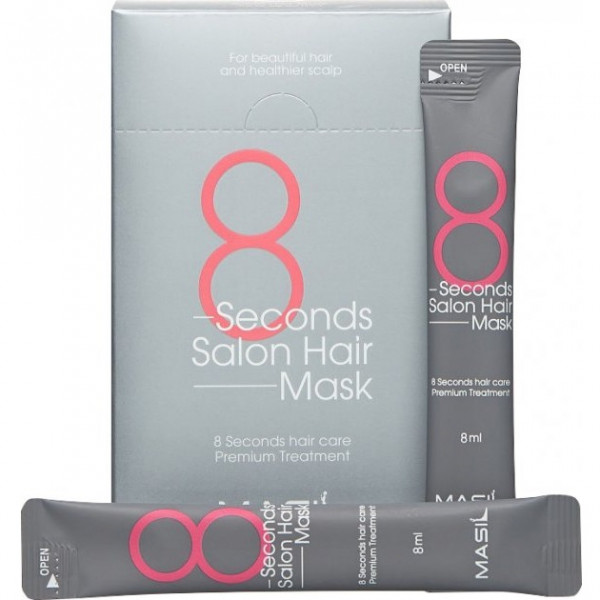 For beautiful hair
and healthier scalp
8
Seconds
Salon Hair
Mask
8 Seconds hair care
Premium Treatment
OPEN
8
Seconds
Salon Hair
Mask
8 Seconds hair care
Premium Treatment
8ml
MASIL
OPEN
8
Seconds
Salon Hair
Mask
8 Seconds hair care
Premium Treatment
8ml
MASIL